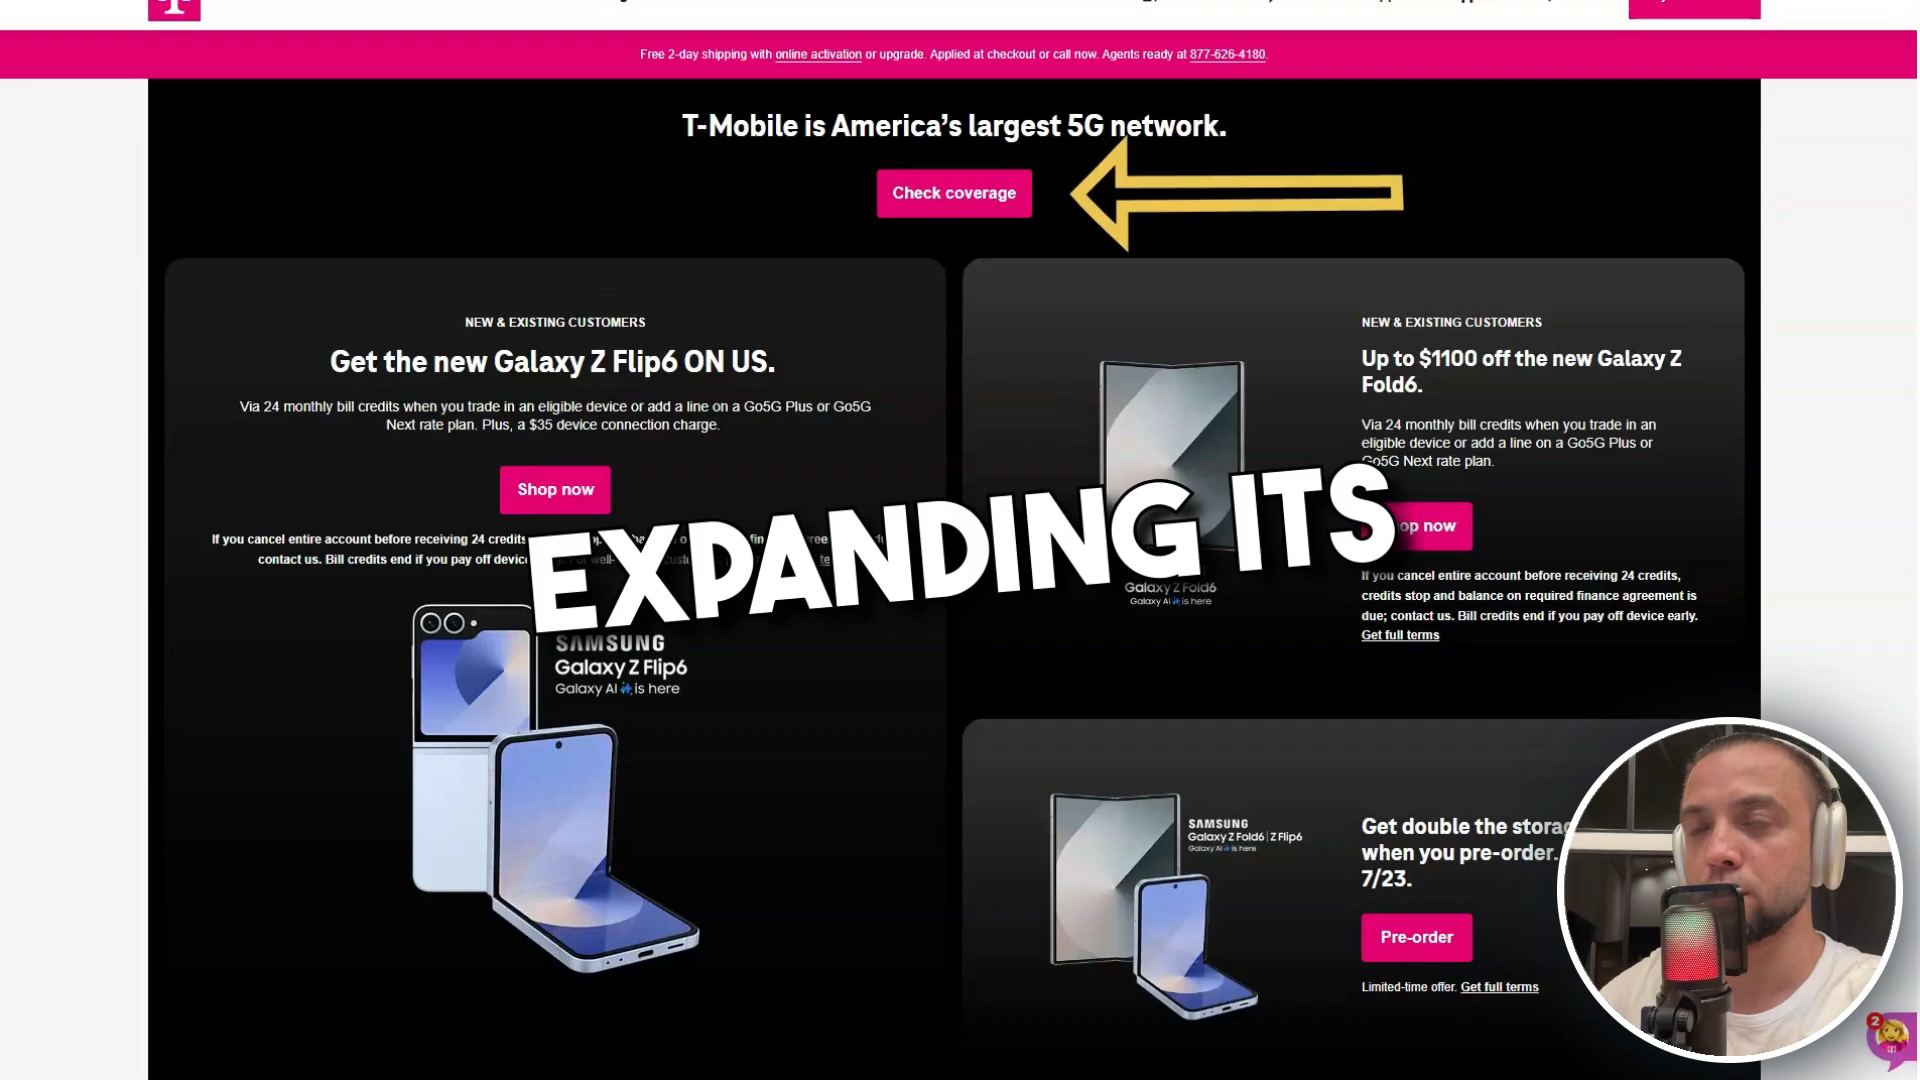 Free 2-day shipping with online activation or upgrade. Applied at checkout or call now. Agents ready at 877-626-4180.
T-Mobile is America's largest 5G network.
Check coverage
NEW & EXISTING CUSTOMERS
Get the new Galaxy Z Flip6 ON US.
Via 24 monthly bill credits when you trade in an eligible device or add a line on a Go5G Plus or Go5G
Next rate plan. Plus, a $35 device connection charge.
Shop now
If you cancel entire account before receiving 24 credits
contact us. Bill credits end if you pay off
SAMSUNG
Galaxy Z Flip6
Galaxy AI is here
NEW & EXISTING CUSTOMERS
Up to $1100 off the new Galaxy Z
Fold6.
Via 24 monthly bill credits when you trade in an
eligible device or add a line on a Go5G Plus or
Go5G Next rate plan.
now
If you cancel entire account before receiving 24 credits,
credits stop and balance on required finance agreement is
due; contact us. Bill credits end if you pay off device early.
Get full terms
Galaxy Z Fold6
Galaxy AI is here
EXPANDING ITS
SAMSUNG
Galaxy Z Fold6 | Z Flip6
Galaxy AI is here
Get double the
when you pre-order.
7/23.
Pre-order
Limited-time offer. Get full terms
2